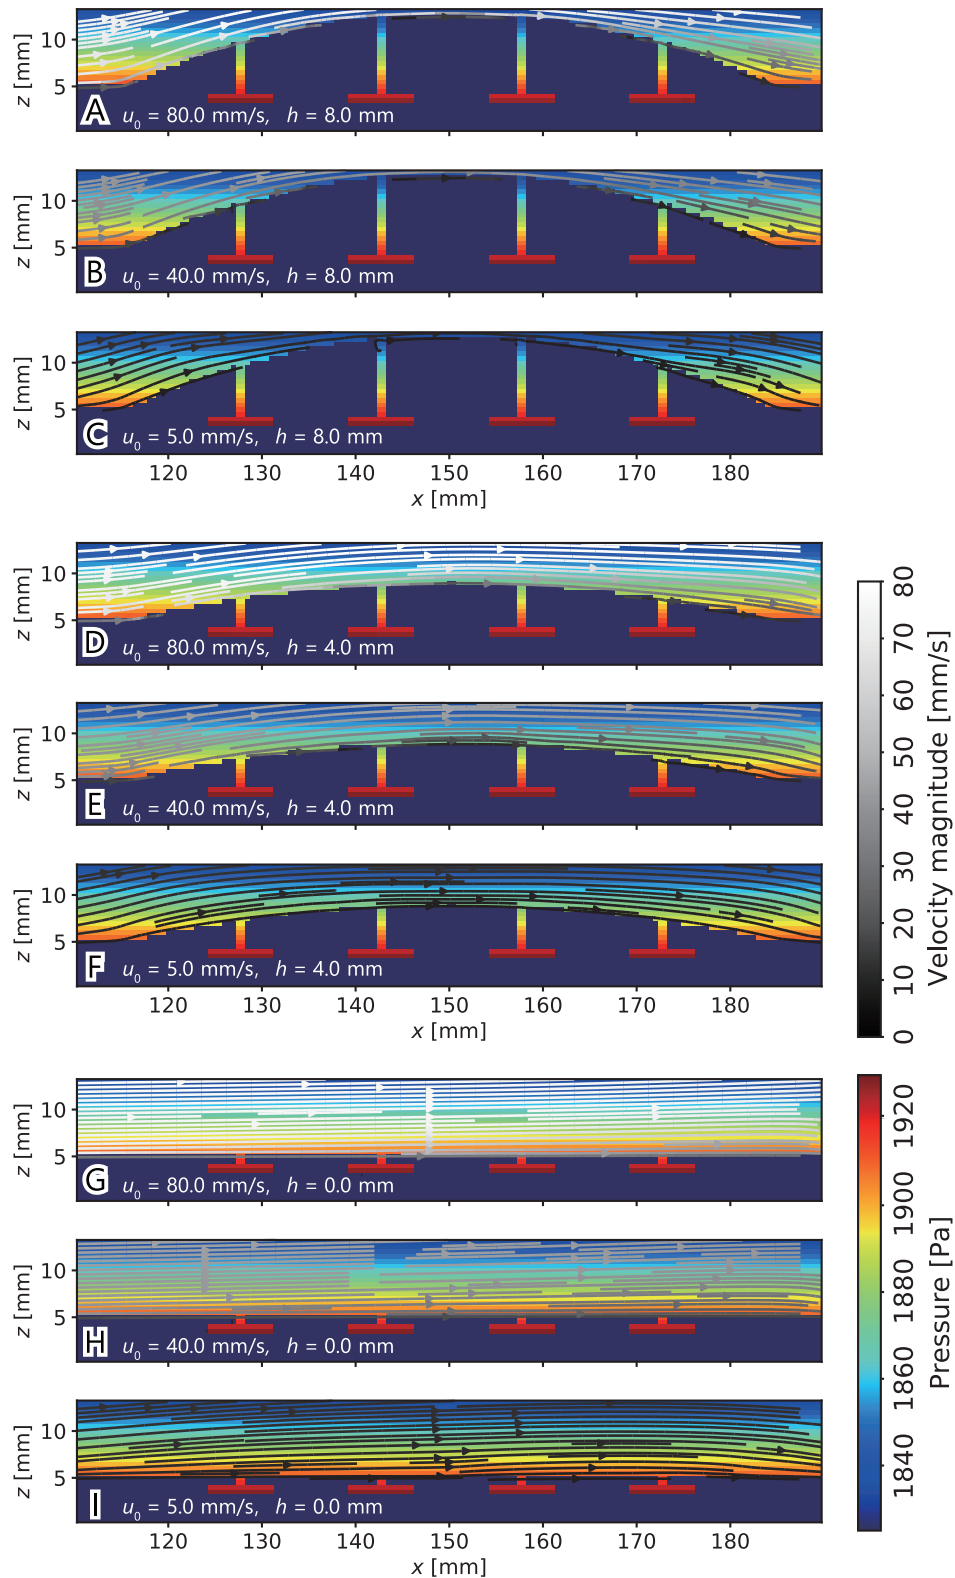 z [mm]
10
5
A
u0 = 80.0 mm/s, h = 8.0 mm
z [mm]
10
5
B
u0 = 40.0 mm/s, h = 8.0 mm
z [mm]
10
5
C
u0 = 5.0 mm/s, h = 8.0 mm
120 130 140 150 160 170 180
x [mm]
z [mm]
10
5
D
u0 = 80.0 mm/s, h = 4.0 mm
z [mm]
10
5
E
u0 = 40.0 mm/s, h = 4.0 mm
z [mm]
10
5
F
u0 = 5.0 mm/s, h = 4.0 mm
120 130 140 150 160 170 180
x [mm]
0 10 20 30 40 50 60 70 80
Velocity magnitude [mm/s]
z [mm]
10
5
G
u0 = 80.0 mm/s, h = 0.0 mm
z [mm]
10
5
H
u0 = 40.0 mm/s, h = 0.0 mm
z [mm]
10
5
I
u0 = 5.0 mm/s, h = 0.0 mm
120 130 140 150 160 170 180
x [mm]
1840 1860 1880 1900 1920
Pressure [Pa]